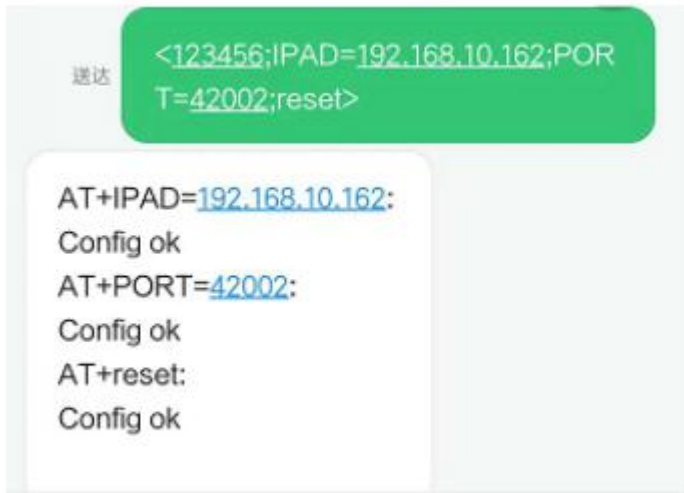 <123456;IPAD=192.168.10.162;POR
T=42002;reset>
送达
AT+IPAD=192.168.10.162:
Config ok
AT+PORT=42002:
Config ok
AT+reset:
Config ok